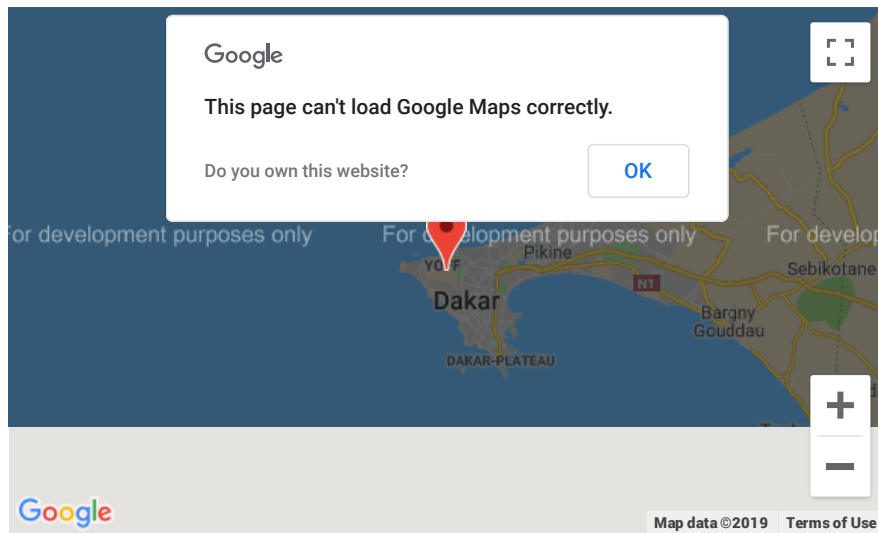 Google
This page can't load Google Maps correctly.
Do you own this website?
OK
For development purposes only
For development purposes only
For develop
YOFF
Pikine
Sebikotane
Dakar
N1
Bargny
Gouddau
DAKAR-PLATEAU
Google
Map data ©2019
Terms of Use